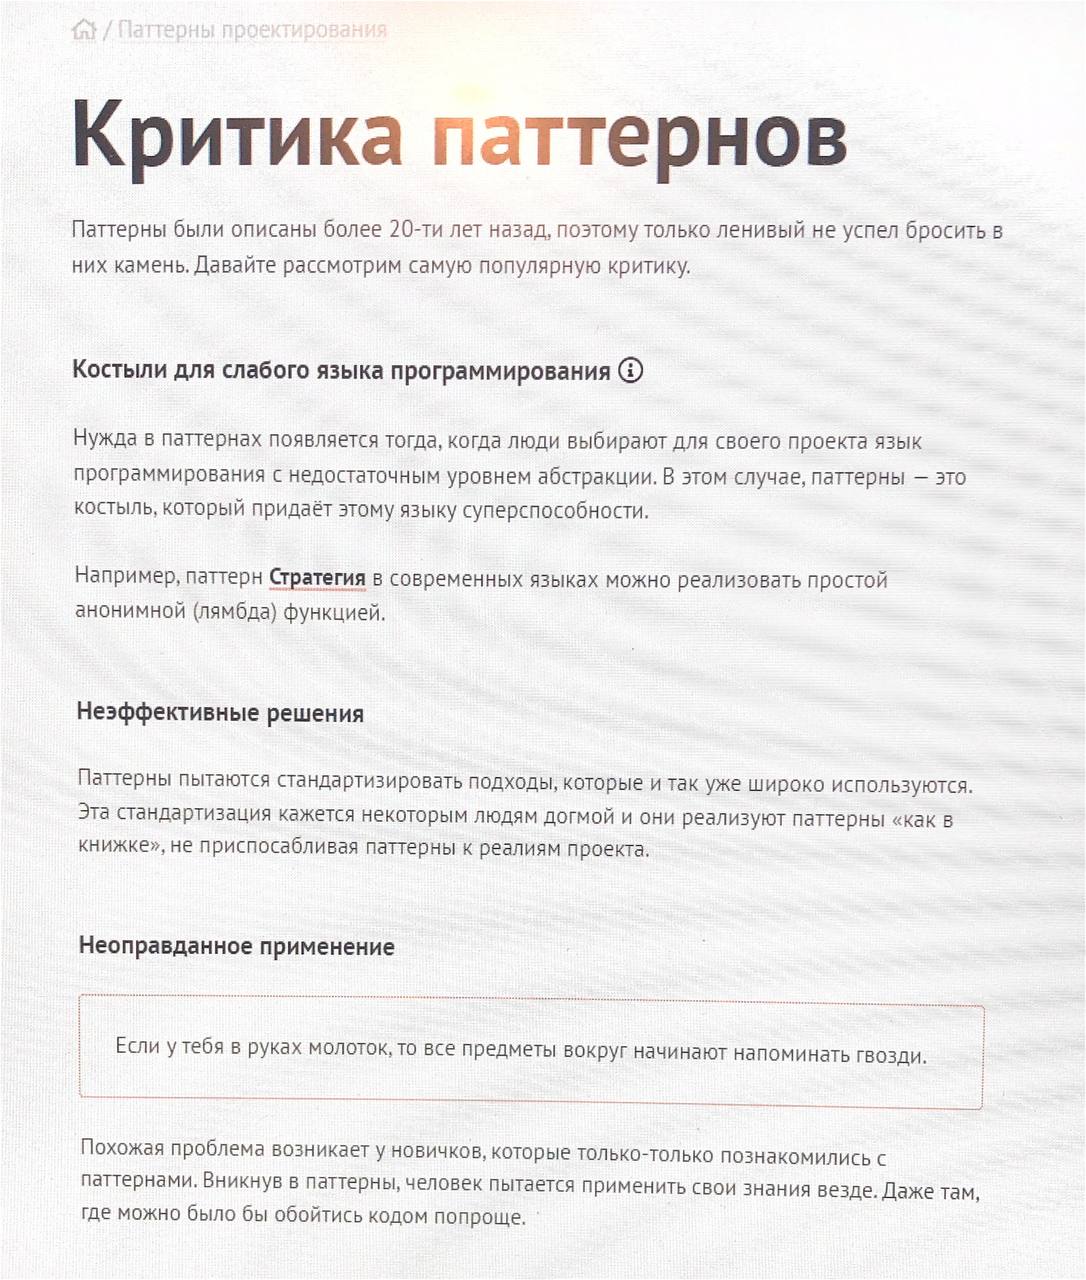 / Паттерны проектирования
Критика паттернов
Паттерны были описаны более 20-ти лет назад, поэтому только ленивый не успел бросить в
них камень. Давайте рассмотрим самую популярную критику.
Костыли для слабого языка программирования
Нужда в паттернах появляется тогда, когда люди выбирают для своего проекта язык
программирования с недостаточным уровнем абстракции. В этом случае, паттерны — это
костыль, который придаёт этому языку суперспособности.
Например, паттерн Стратегия в современных языках можно реализовать простой
анонимной (лямбда) функцией.
Неэффективные решения
Паттерны пытаются стандартизировать подходы, которые и так уже широко используются.
Эта стандартизация кажется некоторым людям догмой и они реализуют паттерны «как в
книжке», не приспосабливая паттерны к реалиям проекта.
Неоправданное применение
Если у тебя в руках молоток, то все предметы вокруг начинают напоминать гвозди.
Похожая проблема возникает у новичков, которые только-только познакомились с
паттернами. Вникнув в паттерны, человек пытается применить свои знания везде. Даже там,
где можно было бы обойтись кодом попроще.